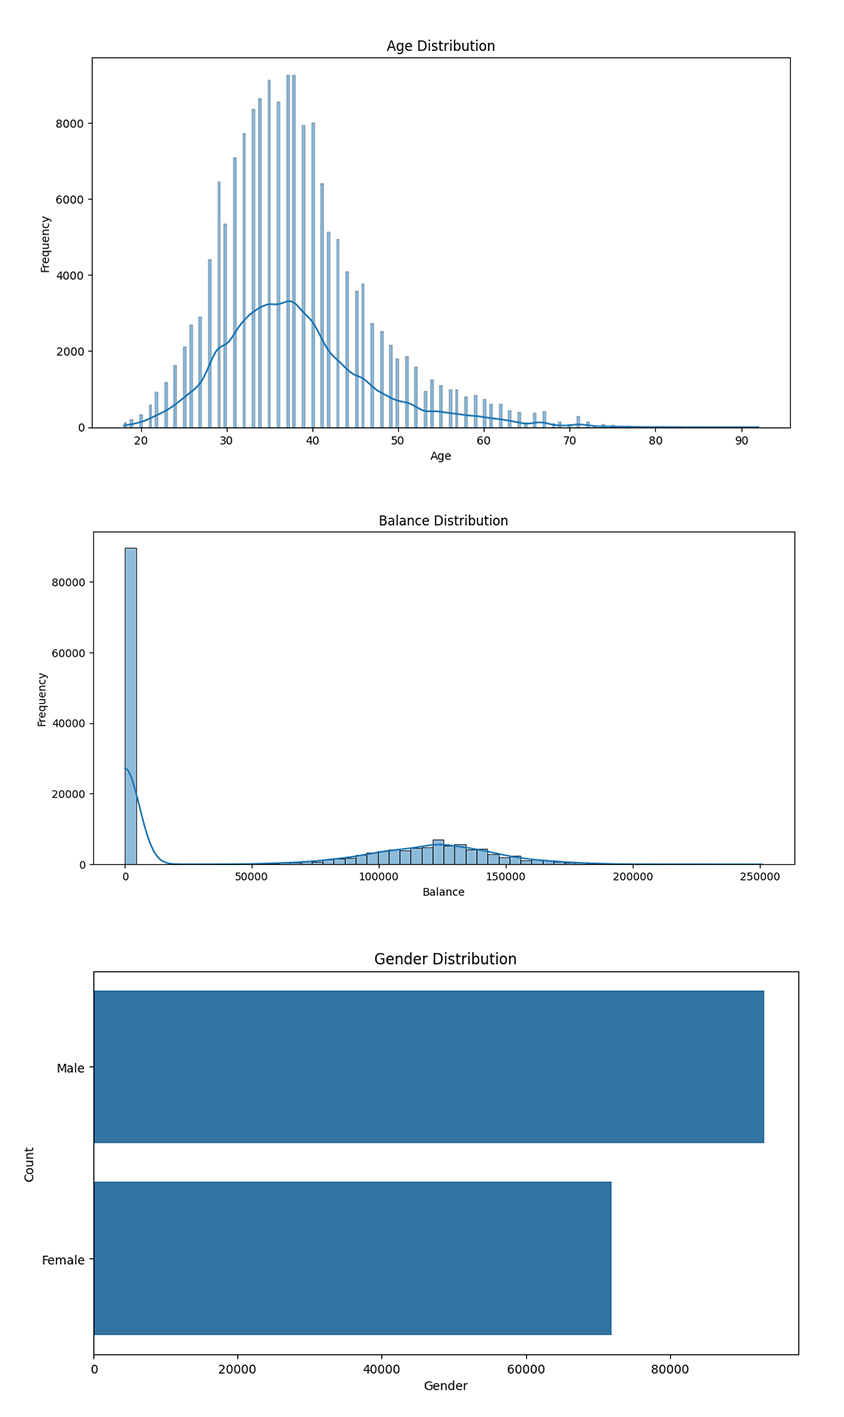 Age Distribution
Frequency
8000
6000
4000
2000
0
20 30 40 50 60 70 80 90
Age
Balance Distribution
Frequency
80000
60000
40000
20000
0
0 50000 100000 150000 200000 250000
Balance
Gender Distribution
Count
Male
Female
0 20000 40000 60000 80000
Gender